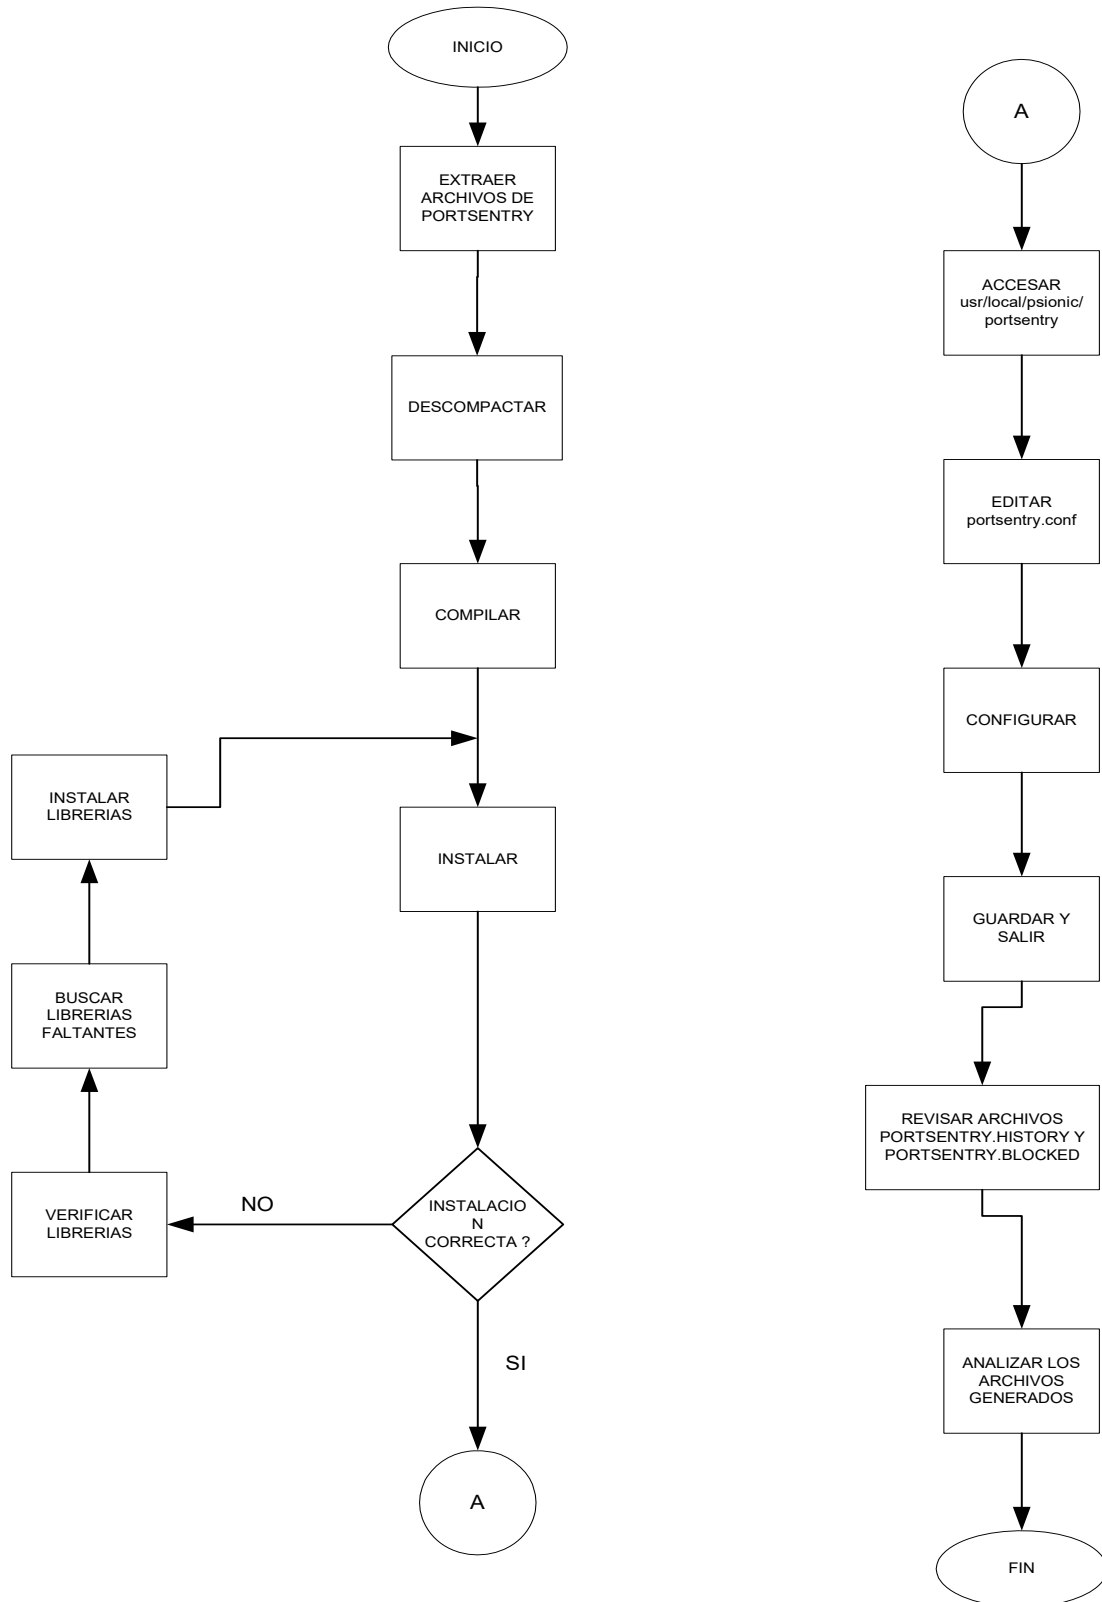 INICIO
EXTRAER
ARCHIVOS DE
PORTSENTRY
DESCOMPACTAR
COMPILAR
INSTALAR
LIBRERIAS
INSTALAR
BUSCAR
LIBRERIAS
FALTANTES
VERIFICAR
LIBRERIAS
NO
INSTALACIO
N
CORRECTA ?
SI
A
A
ACCESAR
usr/local/psionic/
portsentry
EDITAR
portsentry.conf
CONFIGURAR
GUARDAR Y
SALIR
REVISAR ARCHIVOS
PORTSENTRY.HISTORY Y
PORTSENTRY.BLOCKED
ANALIZAR LOS
ARCHIVOS
GENERADOS
FIN